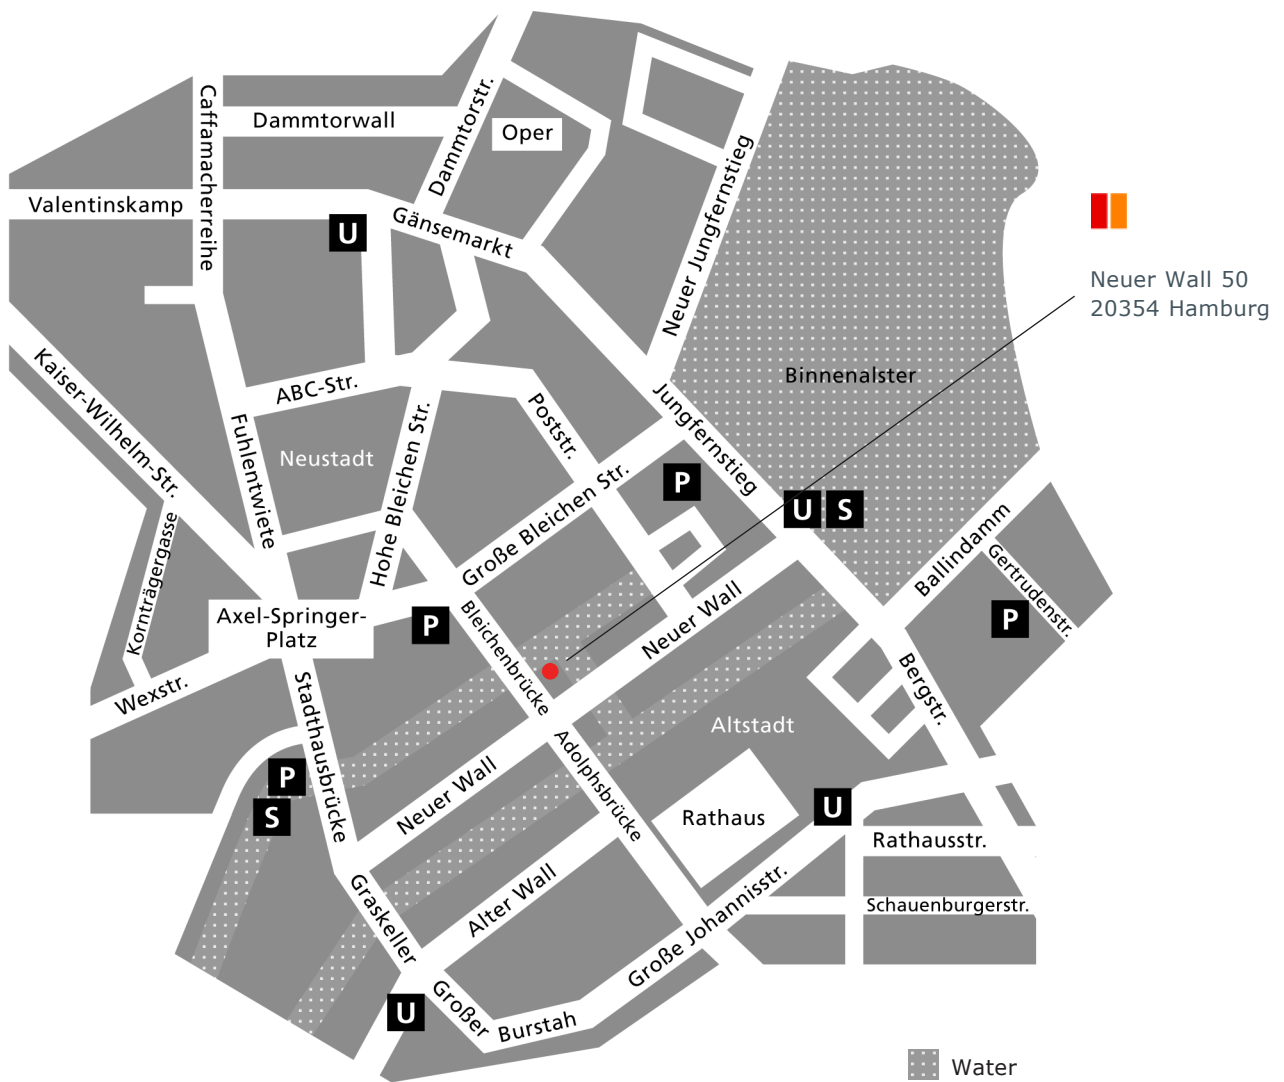 Caffamacherreihe
Dammtorwall
Dammtorstr.
Oper
Valentinskamp
Gänsemarkt
U
Neuer Jungfernstieg
Neuer Wall 50
20354 Hamburg
Binnenalster
Kaiser-Wilhelm-Str.
ABC-Str.
Fuhlentwiete
Neustadt
Hohe Bleichen Str.
Poststr.
Jungfernstieg
Große Bleichen Str.
P
U
S
Ballindamm
Gertrudenstr.
P
Kornträgergasse
Axel-Springer-
Platz
P
Bleichenbrücke
Neuer Wall
Wexstr.
Stadthausbrücke
Bergstr.
Altstadt
Adolphsbrücke
P
S
Neuer Wall
Rathaus
U
Rathausstr.
Graskeller
Alter Wall
Große Johannisstr.
Schauenburgerstr.
U
Großer
Burstah
Water